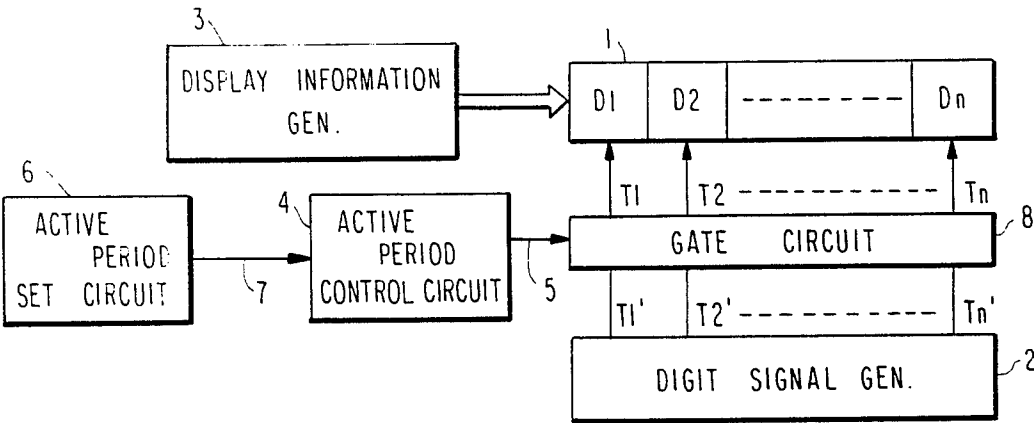 3
DISPLAY INFORMATION
GEN.
1
D1 D2 --------- Dn
6
ACTIVE
PERIOD
SET CIRCUIT
7
4
ACTIVE
PERIOD
CONTROL CIRCUIT
5
T1 T2 ----------- Tn
GATE CIRCUIT
8
T1' T2' ---------- Tn'
DIGIT SIGNAL GEN.
2